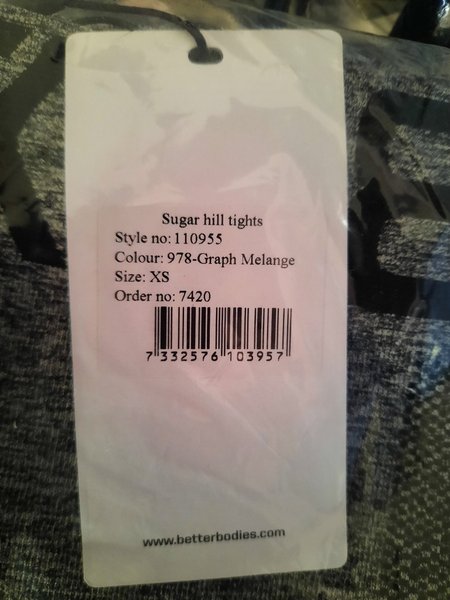 Sugar hill tights
Style no: 110955
Colour: 978-Graph Melange
Size: XS
Order no: 7420
7 332576 103957
www.betterbodies.com